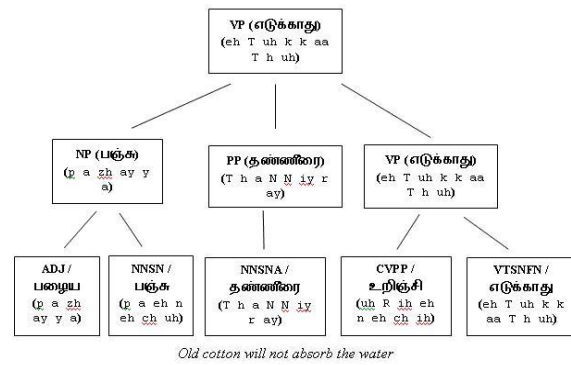 VP (எடுக்காது)
(eh T uh k k aa
T h uh)
NP (பஞ்சு)
(p a zh ay y
a)
PP (தண்ணீரை)
(T h a N N iy r
ay)
VP (எடுக்காது)
(eh T uh k k aa
T h uh)
ADJ /
பழைய
(p a zh
ay y a)
NNSN /
பஞ்சு
(p a eh n
eh ch uh)
NNSNA /
தண்ணீரை
(T h a N N iy
r ay)
CVPP /
உறிஞ்சி
(uh R ih eh
n eh ch ih)
VTSNFN /
எடுக்காது
(eh T uh k k
aa T h uh)
Old cotton will not absorb the water